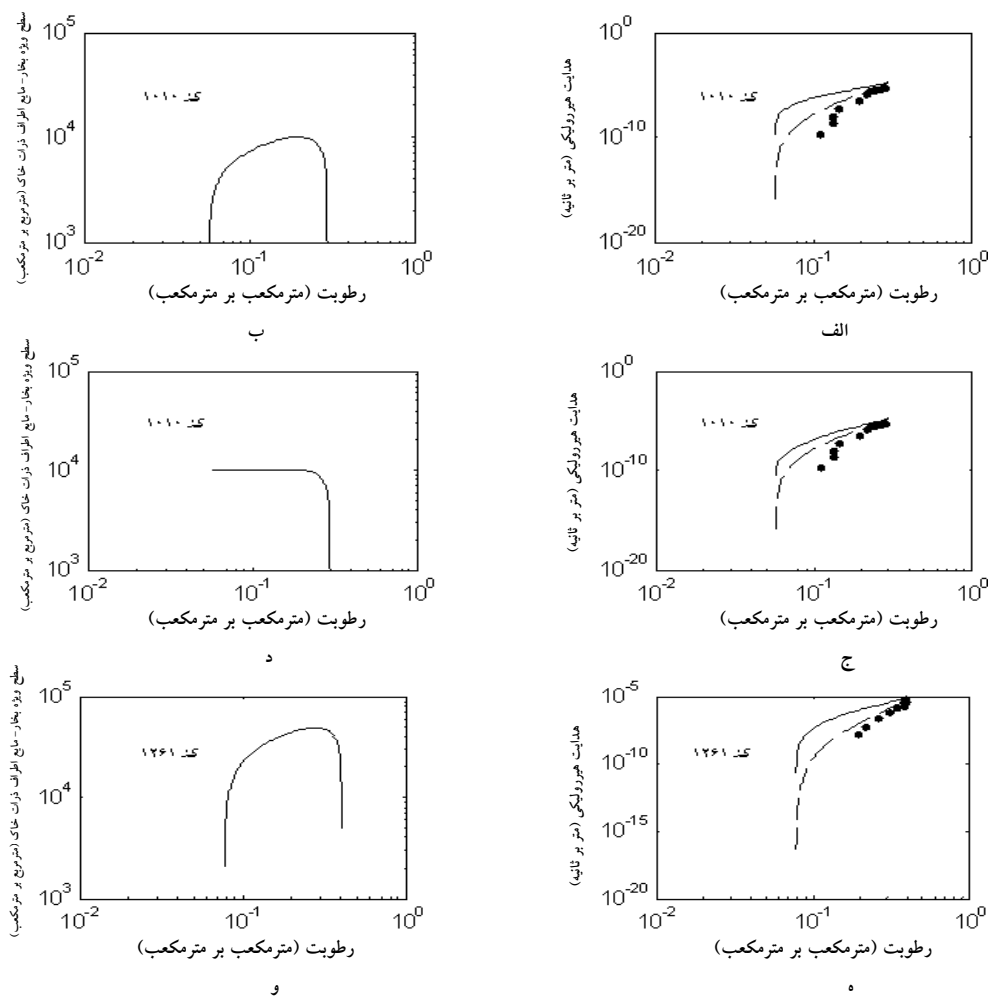 سطح ویژه بخار-مایع اطراف ذرات خاک (مترمربع بر مترمکعب)
10^5
10^4
10^3
کد ۱۰۱۰
10^-2
10^-1
10^0
رطوبت (مترمکعب بر مترمکعب)
ب
هدایت هیدرولیکی (متر بر ثانیه)
10^0
10^-10
10^-20
کد ۱۰۱۰
10^-2
10^-1
10^0
رطوبت (مترمکعب بر مترمکعب)
الف
سطح ویژه بخار-مایع اطراف ذرات خاک (مترمربع بر مترمکعب)
10^5
10^4
10^3
کد ۱۰۱۰
10^-2
10^-1
10^0
رطوبت (مترمکعب بر مترمکعب)
د
هدایت هیدرولیکی (متر بر ثانیه)
10^0
10^-10
10^-20
کد ۱۰۱۰
10^-2
10^-1
10^0
رطوبت (مترمکعب بر مترمکعب)
ج
سطح ویژه بخار-مایع اطراف ذرات خاک (مترمربع بر مترمکعب)
10^5
10^4
10^3
کد ۱۲۶۱
10^-2
10^-1
10^0
رطوبت (مترمکعب بر مترمکعب)
و
هدایت هیدرولیکی (متر بر ثانیه)
10^-5
10^-10
10^-15
10^-20
کد ۱۲۶۱
10^-2
10^-1
10^0
رطوبت (مترمکعب بر مترمکعب)
ه